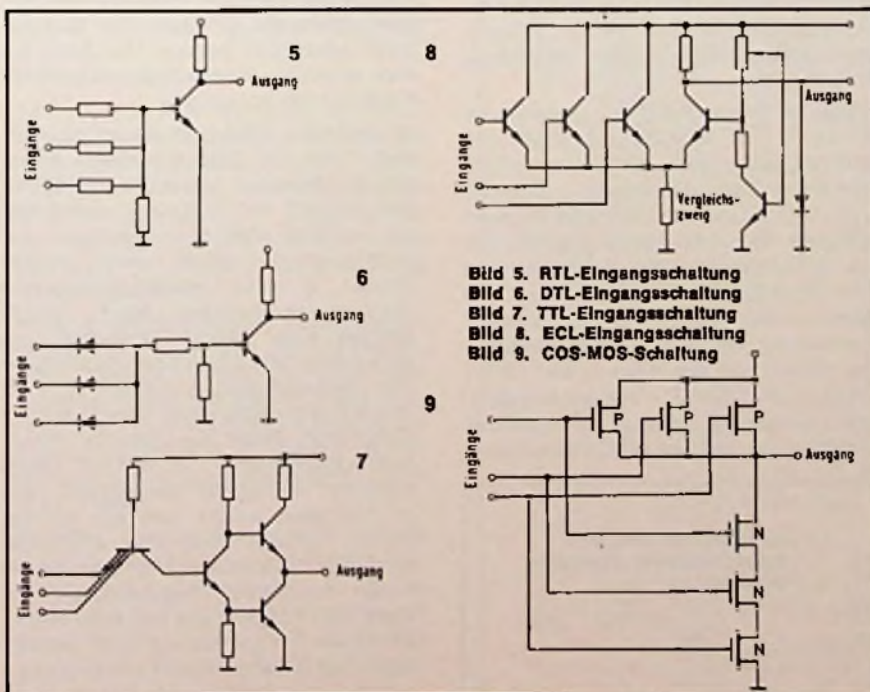 5
Ausgang
Eingänge
6
Ausgang
Eingänge
7
Ausgang
Eingänge
8
Ausgang
Eingänge
Vergleichs-
zweig
Bild 5. RTL-Eingangsschaltung
Bild 6. DTL-Eingangsschaltung
Bild 7. TTL-Eingangsschaltung
Bild 8. ECL-Eingangsschaltung
Bild 9. COS-MOS-Schaltung
9
P
P
P
Ausgang
Eingänge
N
N
N